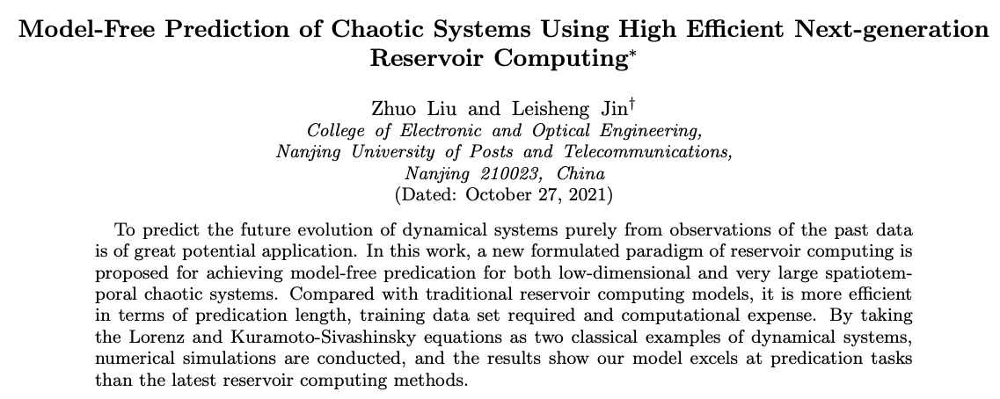 Model-Free Prediction of Chaotic Systems Using High Efficient Next-generation
Reservoir Computing*
Zhuo Liu and Leisheng Jin†
College of Electronic and Optical Engineering,
Nanjing University of Posts and Telecommunications,
Nanjing 210023, China
(Dated: October 27, 2021)
To predict the future evolution of dynamical systems purely from observations of the past data
is of great potential application. In this work, a new formulated paradigm of reservoir computing is
proposed for achieving model-free predication for both low-dimensional and very large spatiotem-
poral chaotic systems. Compared with traditional reservoir computing models, it is more efficient
in terms of predication length, training data set required and computational expense. By taking
the Lorenz and Kuramoto-Sivashinsky equations as two classical examples of dynamical systems,
numerical simulations are conducted, and the results show our model excels at predication tasks
than the latest reservoir computing methods.